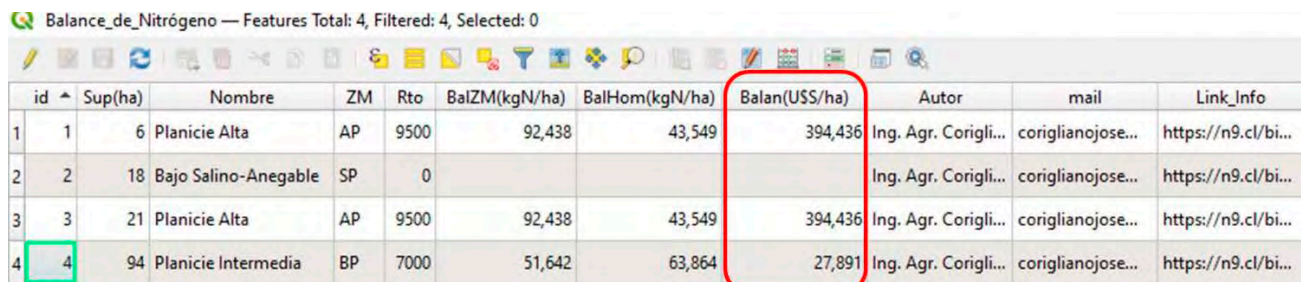 Balance_de_Nitrógeno — Features Total: 4, Filtered: 4, Selected: 0
id Sup(ha) Nombre ZM Rto BalZM(kgN/ha) BalHom(kgN/ha) Balan(U$S/ha) Autor mail Link_Info
1 1 6 Planicie Alta AP 9500 92,438 43,549 394,436 Ing. Agr. Corigli... coriglianojose... https://n9.cl/bi...
2 2 18 Bajo Salino-Anegable SP 0 Ing. Agr. Corigli... coriglianojose... https://n9.cl/bi...
3 3 21 Planicie Alta AP 9500 92,438 43,549 394,436 Ing. Agr. Corigli... coriglianojose... https://n9.cl/bi...
4 4 94 Planicie Intermedia BP 7000 51,642 63,864 27,891 Ing. Agr. Corigli... coriglianojose... https://n9.cl/bi...